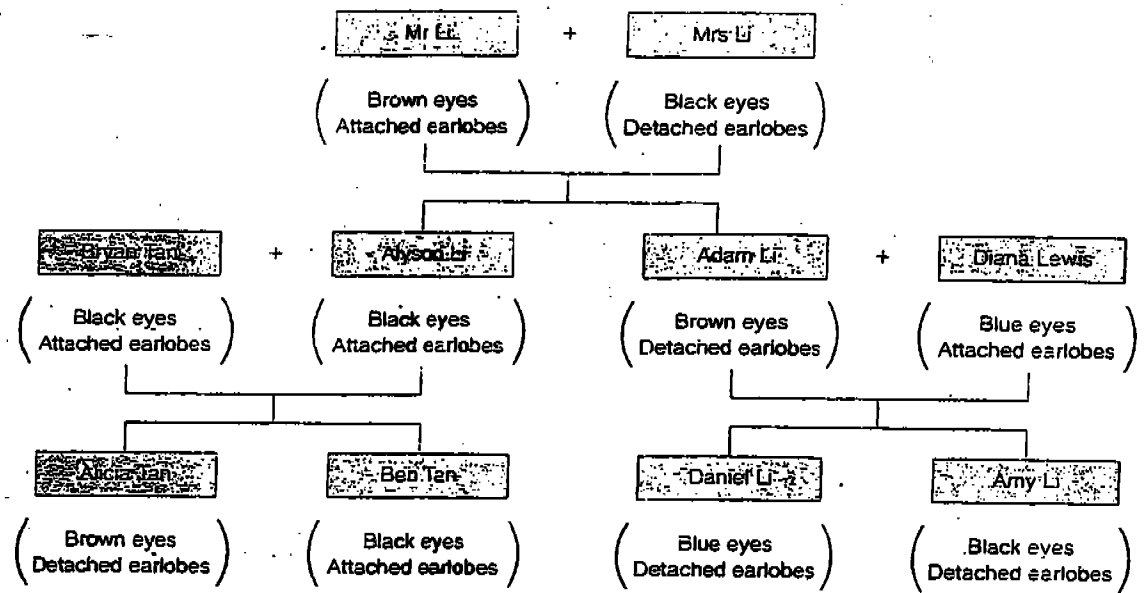 Mr Li + Mrs Li
Brown eyes
Attached earlobes
Black eyes
Detached earlobes
Bryan Tan + Alyson Li
Adam Li + Diana Lewis
Black eyes
Attached earlobes
Black eyes
Attached earlobes
Brown eyes
Detached earlobes
Blue eyes
Attached earlobes
Alicia Tan
Ben Tan
Daniel Li
Amy Li
Brown eyes
Detached earlobes
Black eyes
Attached earlobes
Blue eyes
Detached earlobes
Black eyes
Detached earlobes